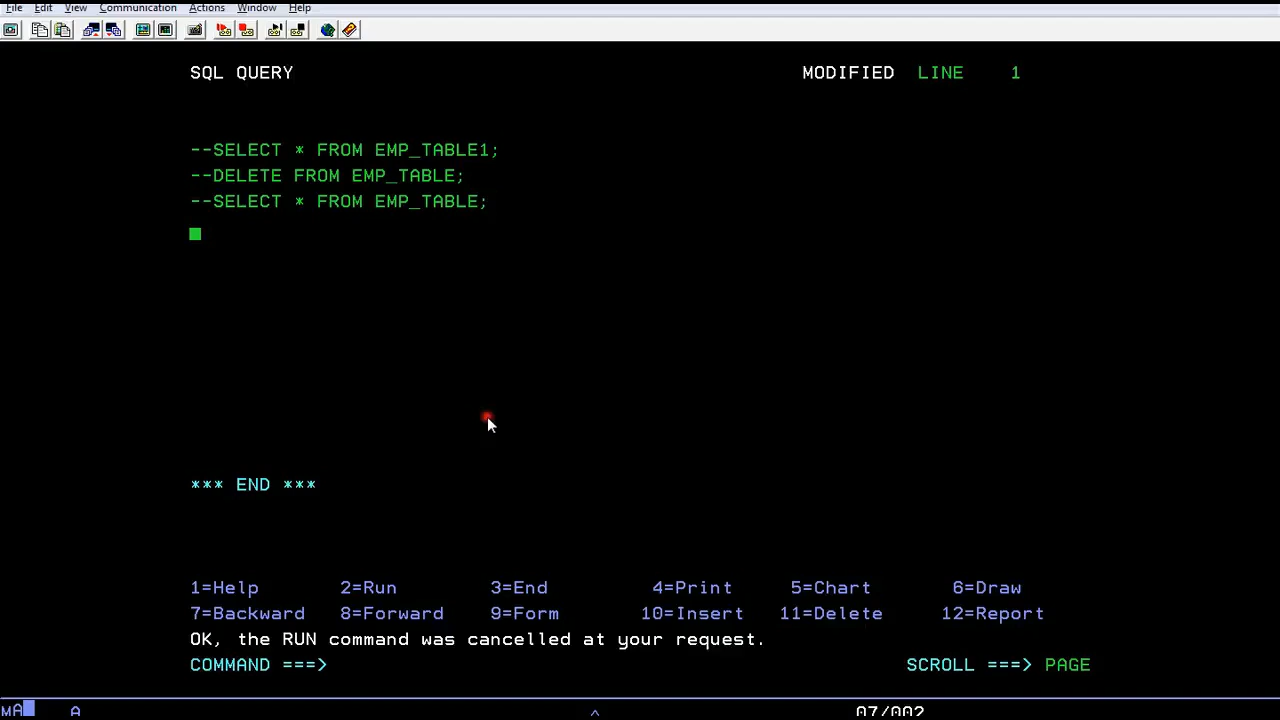 File Edit View Communication Actions Window Help
SQL QUERY MODIFIED LINE 1
--SELECT * FROM EMP_TABLE1;
--DELETE FROM EMP_TABLE;
--SELECT * FROM EMP_TABLE;
*** END ***
1=Help 2=Run 3=End 4=Print 5=Chart 6=Draw
7=Backward 8=Forward 9=Form 10=Insert 11=Delete 12=Report
OK, the RUN command was cancelled at your request.
COMMAND ===> SCROLL ===> PAGE
MA A ^ 07/002